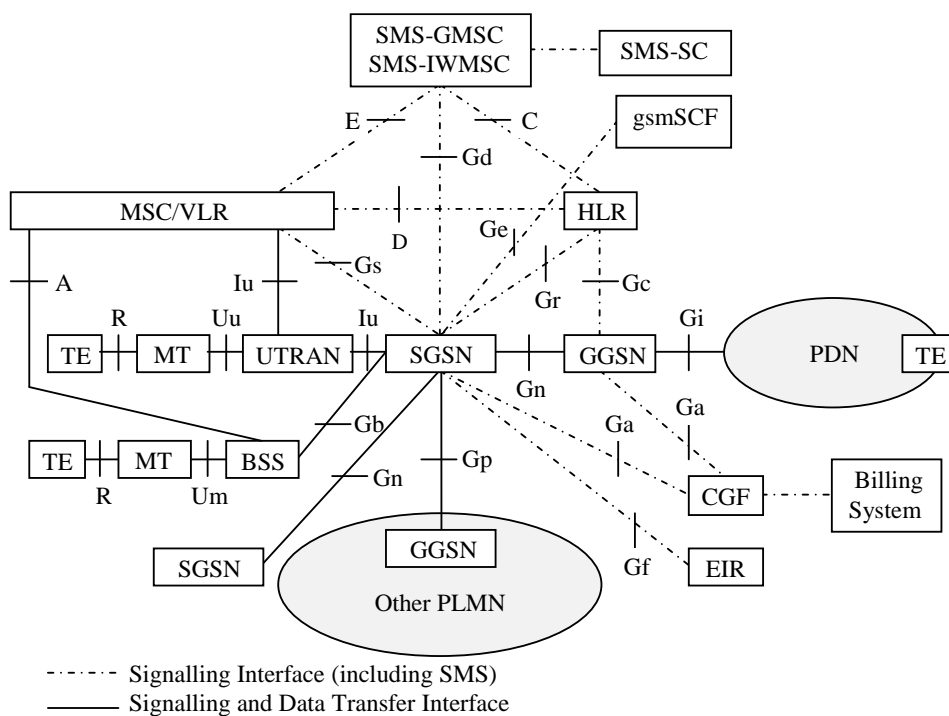 SMS-GMSC
SMS-IWMSC
SMS-SC
gsmSCF
E
C
Gd
MSC/VLR
HLR
D
Ge
A
Iu
Gs
Gr
Gc
R
Uu
Iu
Gi
TE
MT
UTRAN
SGSN
GGSN
PDN
TE
Gn
Gb
Ga
Ga
TE
MT
BSS
Gn
Gp
R
Um
CGF
Billing
System
SGSN
GGSN
Gf
EIR
Other PLMN
Signalling Interface (including SMS)
Signalling and Data Transfer Interface